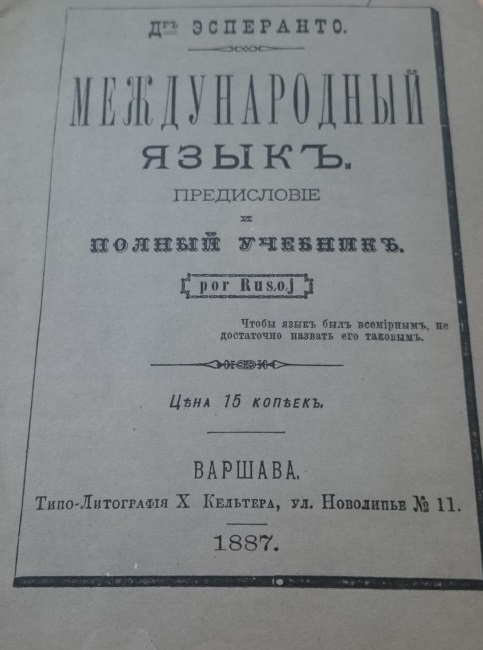 Дръ ЭСПЕРАНТО.
МЕЖДУНАРОДНЫЙ
ЯЗЫКЪ.
ПРЕДИСЛОВІЕ
и
ПОЛНЫЙ УЧЕБНИКЪ.
por Rusoj
Чтобы языкъ былъ всемірнымъ, не
достаточно назвать его таковымъ.
Цѣна 15 копѣекъ.
ВАРШАВА.
Типо-Литографія Х. Кельтера, ул. Новолипье № 11.
1887.